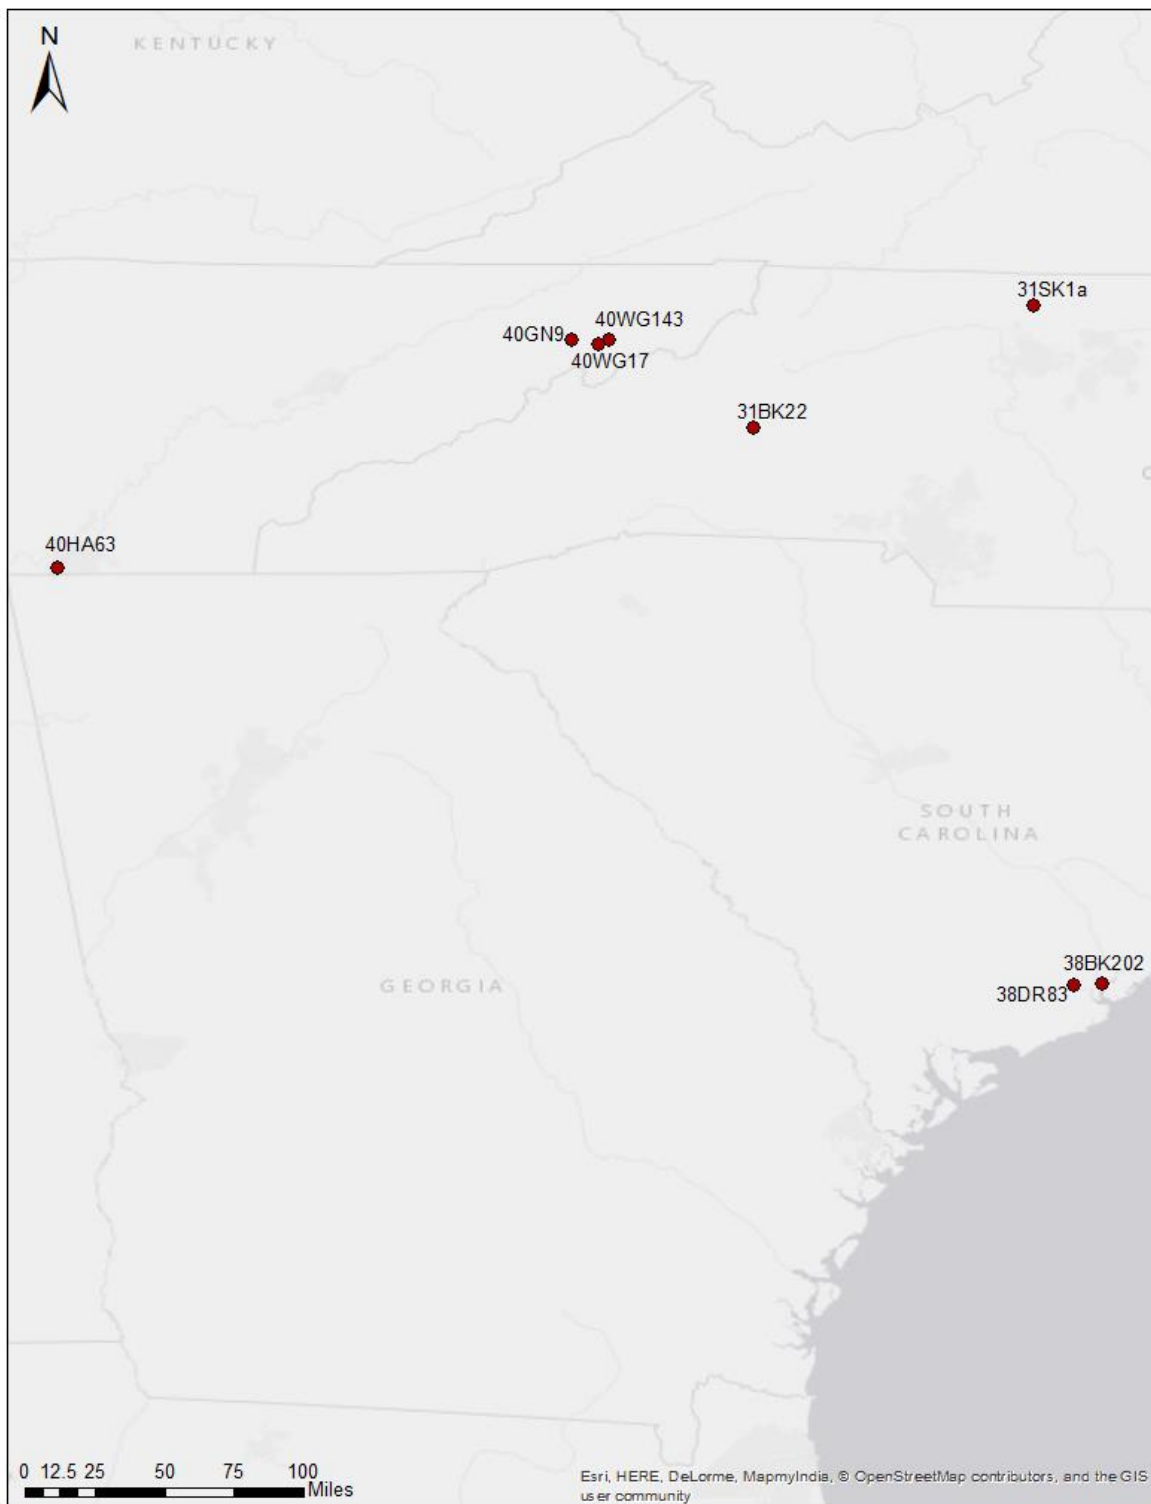 N
KENTUCKY
31SK1a
40WG143
40GN9
40WG17
31BK22
40HA63
SOUTH
CAROLINA
38BK202
GEORGIA
38DR83
0 12.5 25 50 75 100
Miles
Esri, HERE, DeLorme, MapmyIndia, © OpenStreetMap contributors, and the GIS
user community